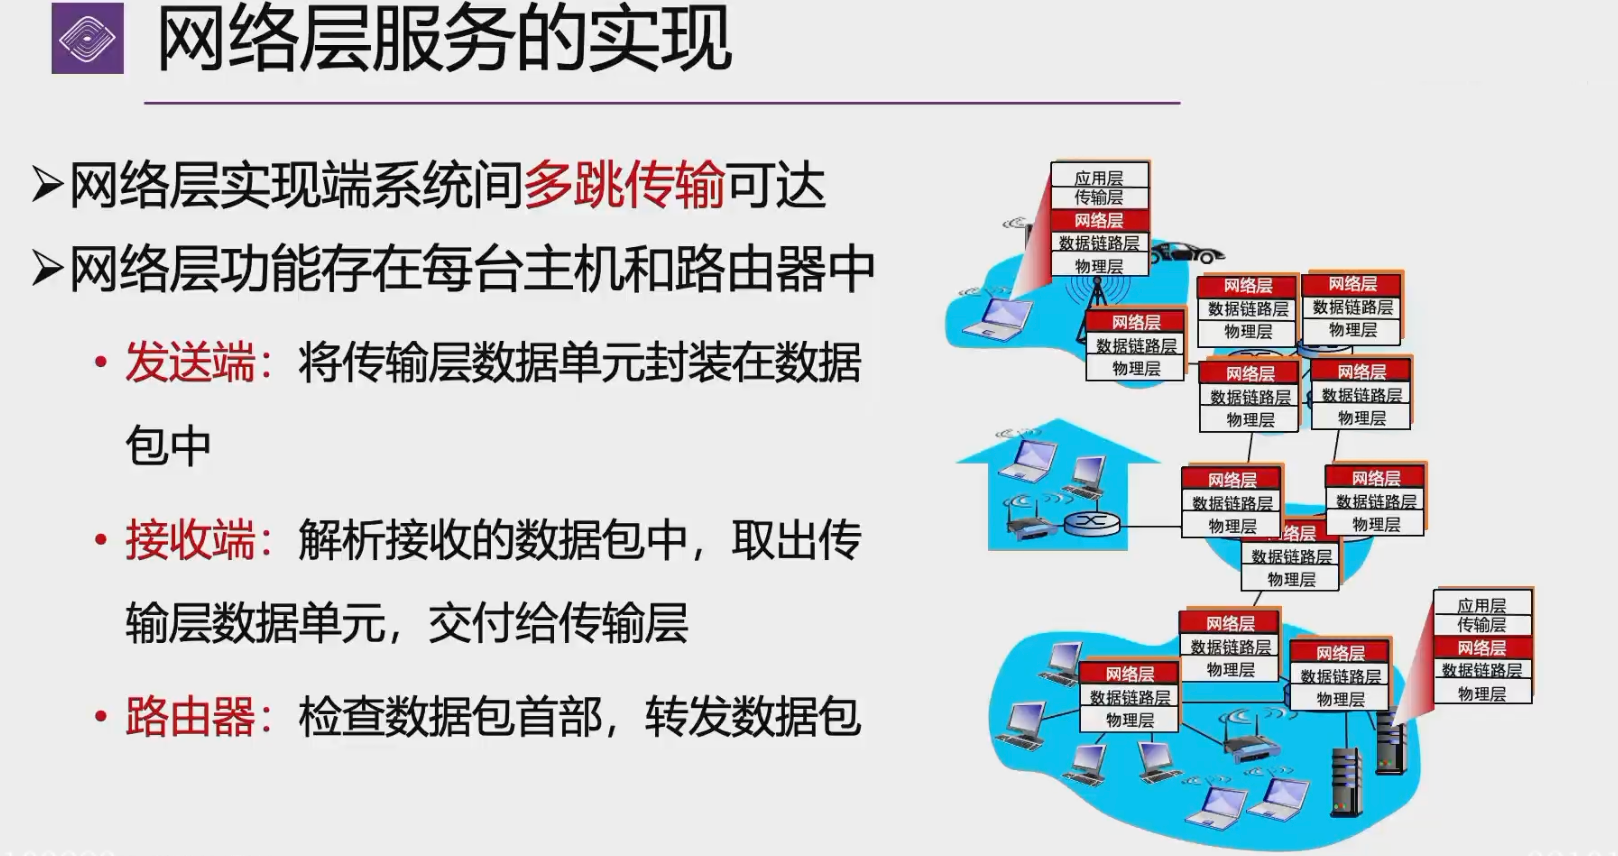 网络层服务的实现
➢网络层实现端系统间多跳传输可达
➢网络层功能存在每台主机和路由器中
• 发送端：将传输层数据单元封装在数据
包中
• 接收端：解析接收的数据包中，取出传
输层数据单元，交付给传输层
• 路由器：检查数据包首部，转发数据包
应用层
传输层
网络层
数据链路层
物理层
网络层
数据链路层
物理层
网络层
数据链路层
物理层
网络层
数据链路层
物理层
网络层
数据链路层
物理层
网络层
数据链路层
物理层
网络层
数据链路层
物理层
网络层
数据链路层
物理层
络层
数据链路层
物理层
网络层
数据链路层
物理层
网络层
数据链路层
物理层
网络层
数据链路层
物理层
应用层
传输层
网络层
数据链路层
物理层